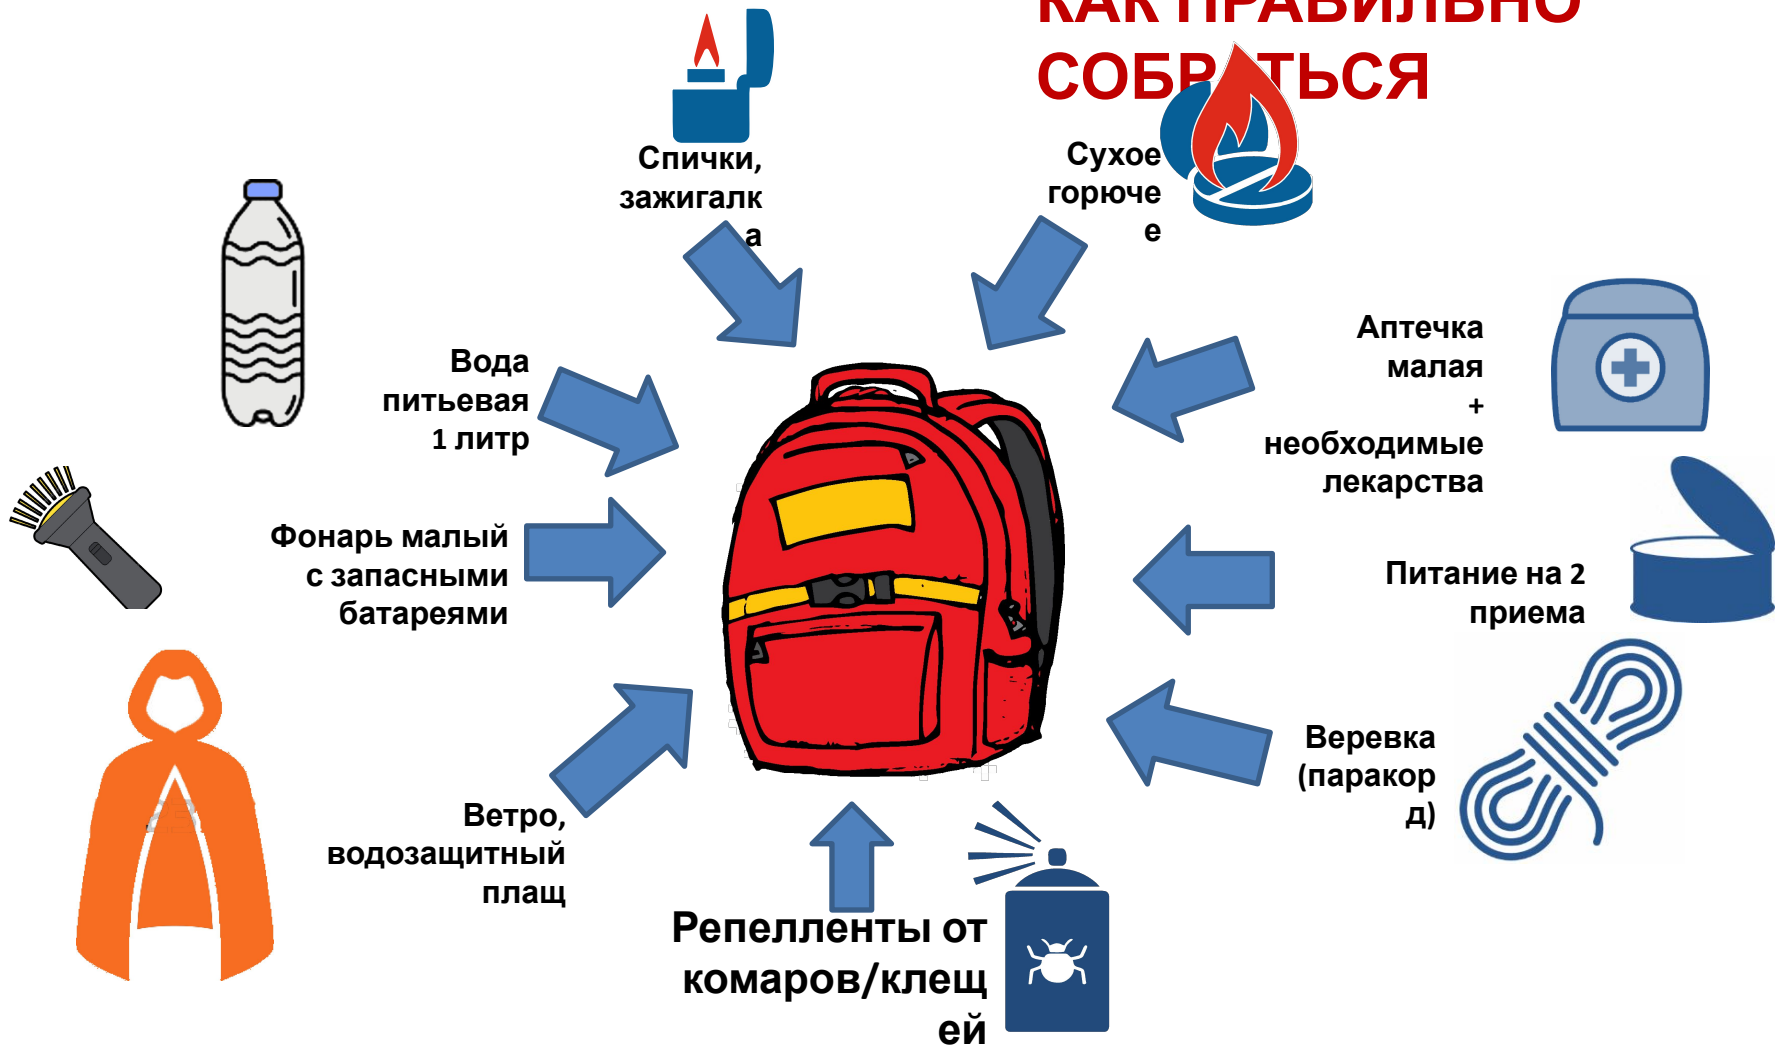 КАК ПРАВИЛЬНО
СОБРАТЬСЯ
Спички,
зажигалк
а
Сухое
горюче
е
Вода
питьевая
1 литр
Аптечка
малая
+
необходимые
лекарства
Фонарь малый
с запасными
батареями
Питание на 2
приема
Веревка
(паракор
д)
Ветро,
водозащитный
плащ
Репелленты от
комаров/клещ
ей